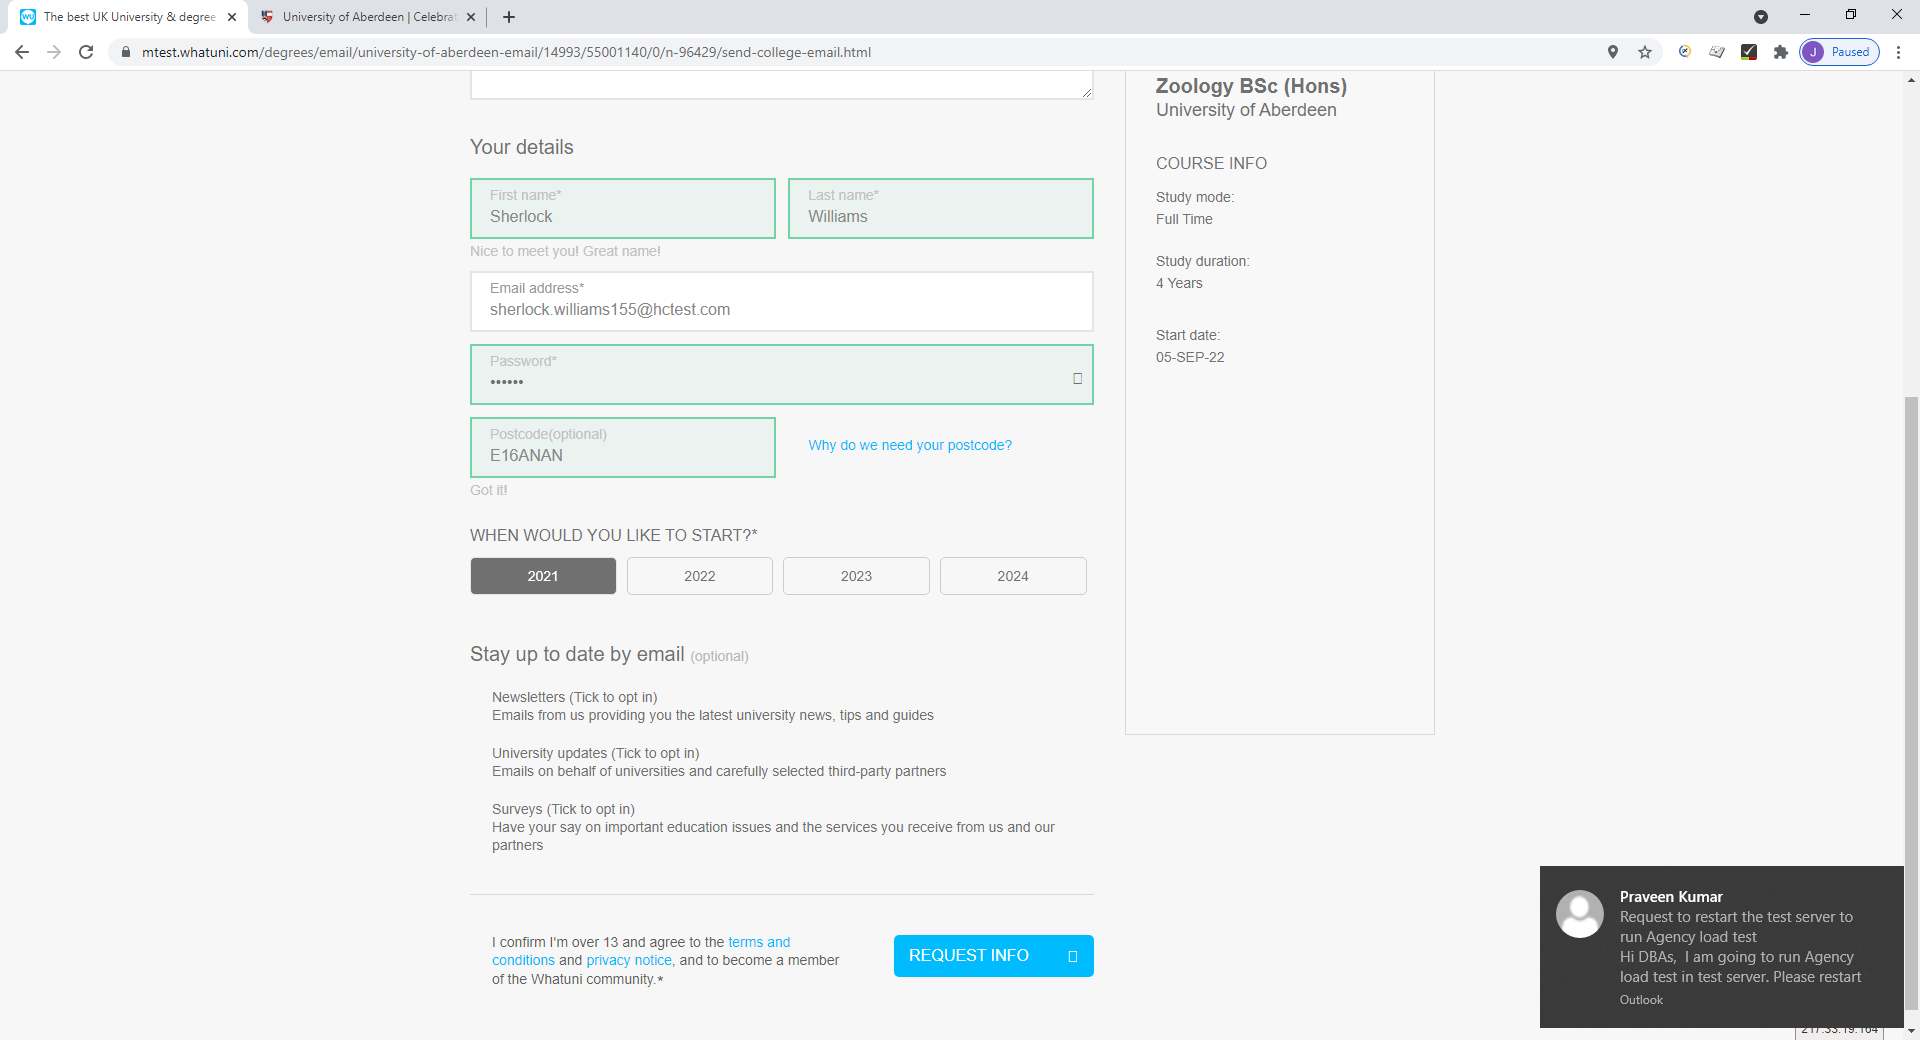 The best UK University & degree
University of Aberdeen | Celebrat
mtest.whatuni.com/degrees/email/university-of-aberdeen-email/14993/55001140/0/n-96429/send-college-email.html
J Paused
Zoology BSc (Hons)
University of Aberdeen
COURSE INFO
Study mode:
Full Time
Study duration:
4 Years
Start date:
05-SEP-22
Your details
First name*
Sherlock
Last name*
Williams
Nice to meet you! Great name!
Email address*
sherlock.williams155@hctest.com
Password*
••••••
Postcode(optional)
E16ANAN
Why do we need your postcode?
Got it!
WHEN WOULD YOU LIKE TO START?*
2021
2022
2023
2024
Stay up to date by email (optional)
Newsletters (Tick to opt in)
Emails from us providing you the latest university news, tips and guides
University updates (Tick to opt in)
Emails on behalf of universities and carefully selected third-party partners
Surveys (Tick to opt in)
Have your say on important education issues and the services you receive from us and our
partners
I confirm I'm over 13 and agree to the terms and
conditions and privacy notice, and to become a member
of the Whatuni community.*
REQUEST INFO
Praveen Kumar
Request to restart the test server to
run Agency load test
Hi DBAs, I am going to run Agency
load test in test server. Please restart
Outlook
217.33.19.164